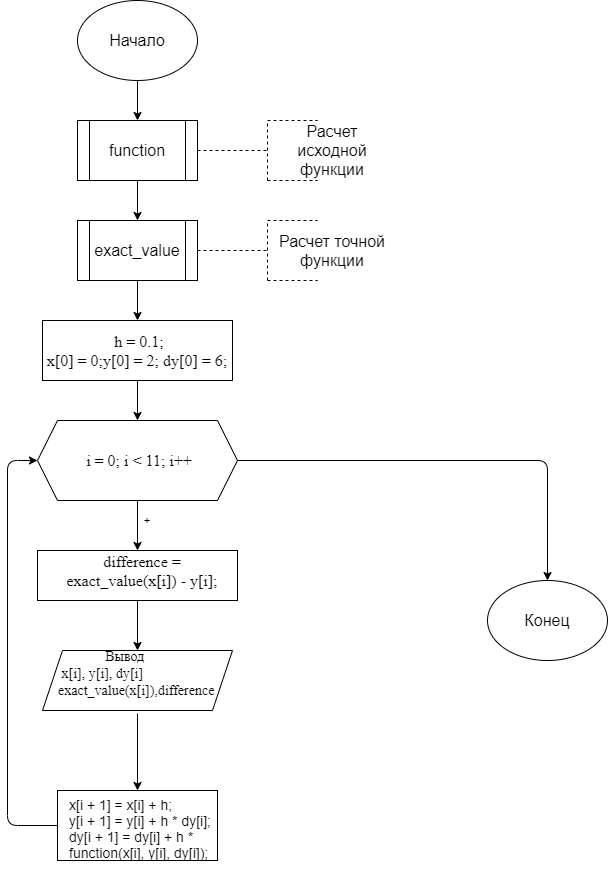 Начало
function
Расчет
исходной
функции
exact_value
Расчет точной
функции
h = 0.1;
x[0] = 0;y[0] = 2; dy[0] = 6;
i = 0; i < 11; i++
+
difference =
exact_value(x[i]) - y[i];
Конец
Вывод
x[i], y[i], dy[i]
exact_value(x[i]),difference
x[i + 1] = x[i] + h;
y[i + 1] = y[i] + h * dy[i];
dy[i + 1] = dy[i] + h *
function(x[i], y[i], dy[i]);